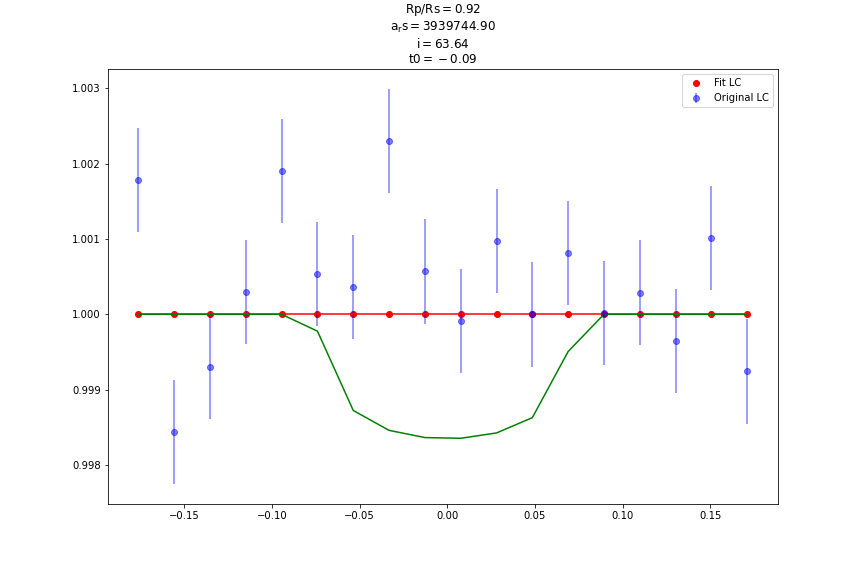 Rp/Rs = 0.92
a_rs = 3939744.90
i = 63.64
t0 = −0.09
Fit LC
Original LC
1.003
1.002
1.001
1.000
0.999
0.998
−0.15
−0.10
−0.05
0.00
0.05
0.10
0.15